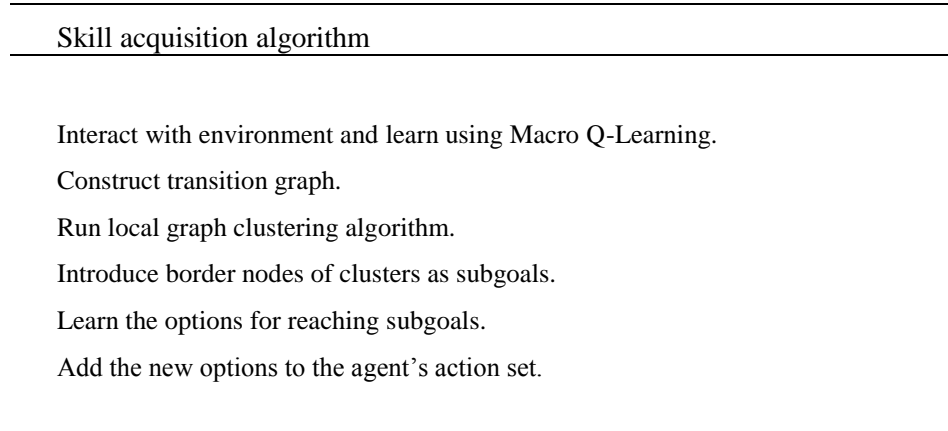 Skill acquisition algorithm
Interact with environment and learn using Macro Q-Learning.
Construct transition graph.
Run local graph clustering algorithm.
Introduce border nodes of clusters as subgoals.
Learn the options for reaching subgoals.
Add the new options to the agent’s action set.